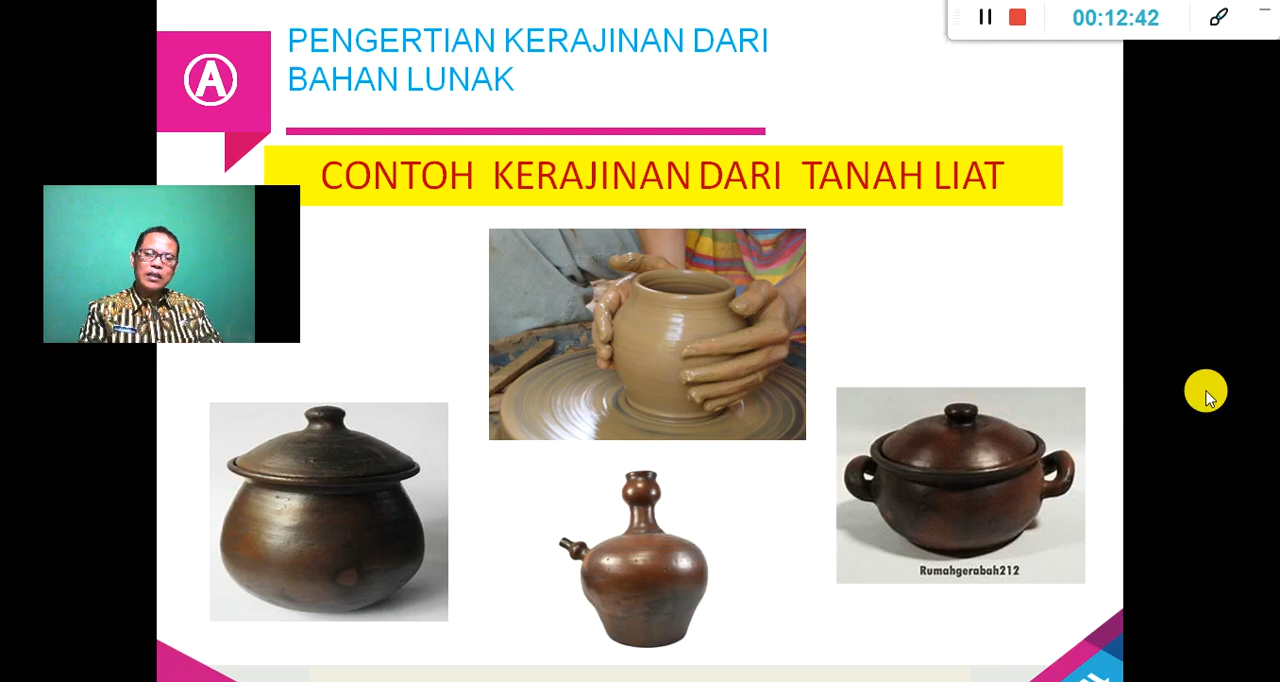 00:12:42
A
PENGERTIAN KERAJINAN DARI
BAHAN LUNAK
CONTOH KERAJINAN DARI TANAH LIAT
Rumahgerabah212